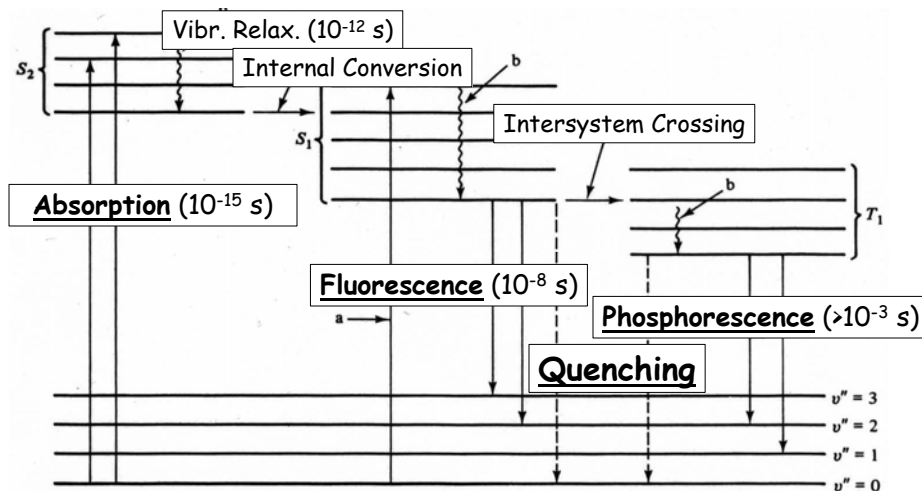 Vibr. Relax. (10⁻¹² s)
S₂
Internal Conversion
b
S₁
Intersystem Crossing
b
T₁
Absorption (10⁻¹⁵ s)
Fluorescence (10⁻⁸ s)
a
Phosphorescence (>10⁻³ s)
Quenching
v" = 3
v" = 2
v" = 1
v" = 0